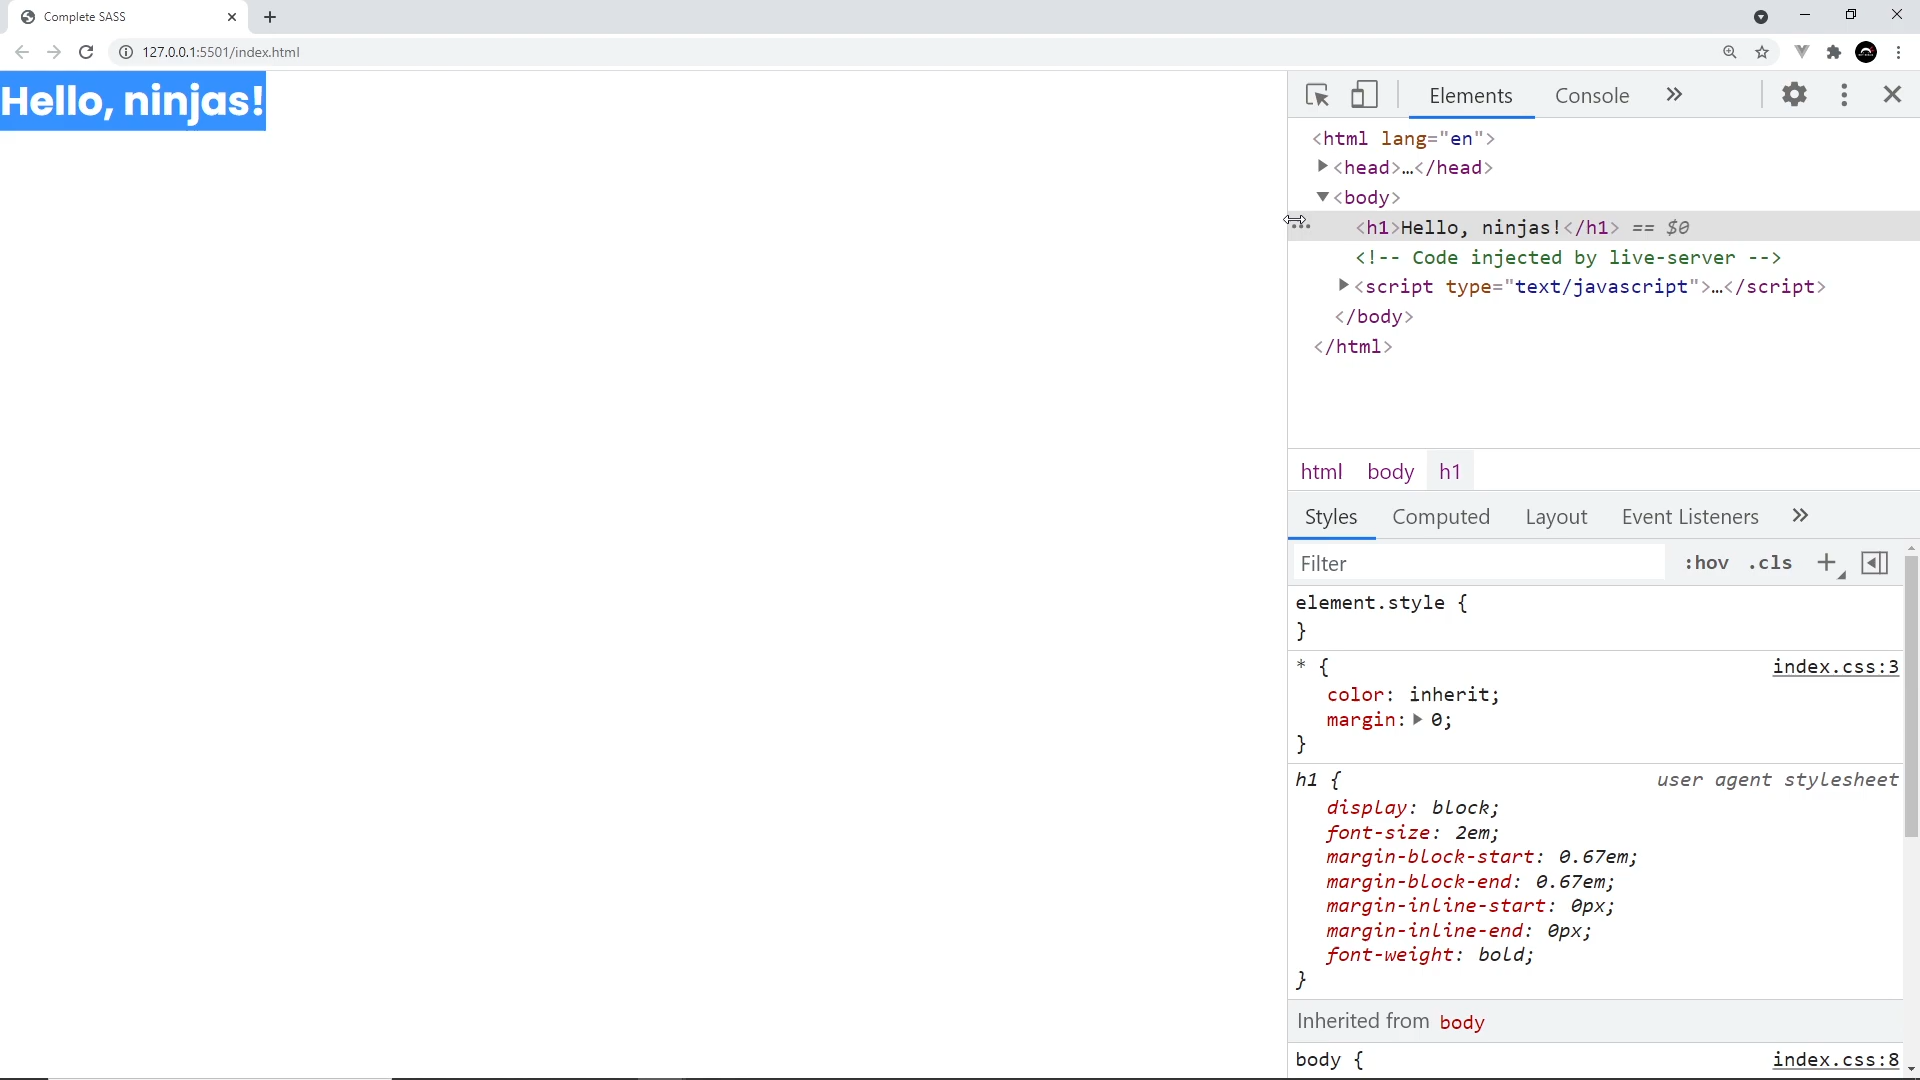 Complete SASS
127.0.0.1:5501/index.html
Hello, ninjas!
Elements Console »
<html lang="en">
▶<head>…</head>
▼<body>
<h1>Hello, ninjas!</h1> == $0
<!-- Code injected by live-server -->
▶<script type="text/javascript">…</script>
</body>
</html>
html body h1
Styles Computed Layout Event Listeners »
Filter :hov .cls +
element.style {
}
* { index.css:3
color: inherit;
margin:▶ 0;
}
h1 { user agent stylesheet
display: block;
font-size: 2em;
margin-block-start: 0.67em;
margin-block-end: 0.67em;
margin-inline-start: 0px;
margin-inline-end: 0px;
font-weight: bold;
}
Inherited from body
body { index.css:8